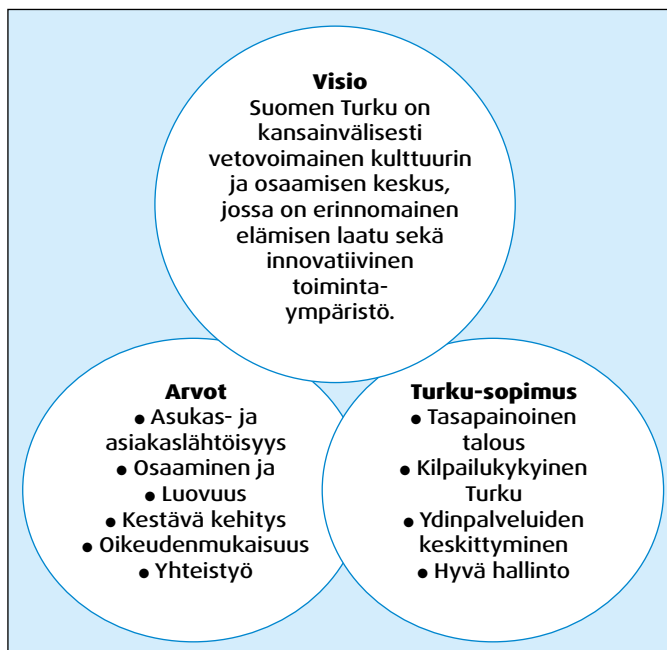 Visio
Suomen Turku on
kansainvälisesti
vetovoimainen kulttuurin
ja osaamisen keskus,
jossa on erinnomainen
elämisen laatu sekä
innovatiivinen
toiminta-
ympäristö.
Arvot
● Asukas- ja
asiakaslähtöisyys
● Osaaminen ja
● Luovuus
● Kestävä kehitys
● Oikeudenmukaisuus
● Yhteistyö
Turku-sopimus
● Tasapainoinen
talous
● Kilpailukykyinen
Turku
● Ydinpalveluiden
keskittyminen
● Hyvä hallinto